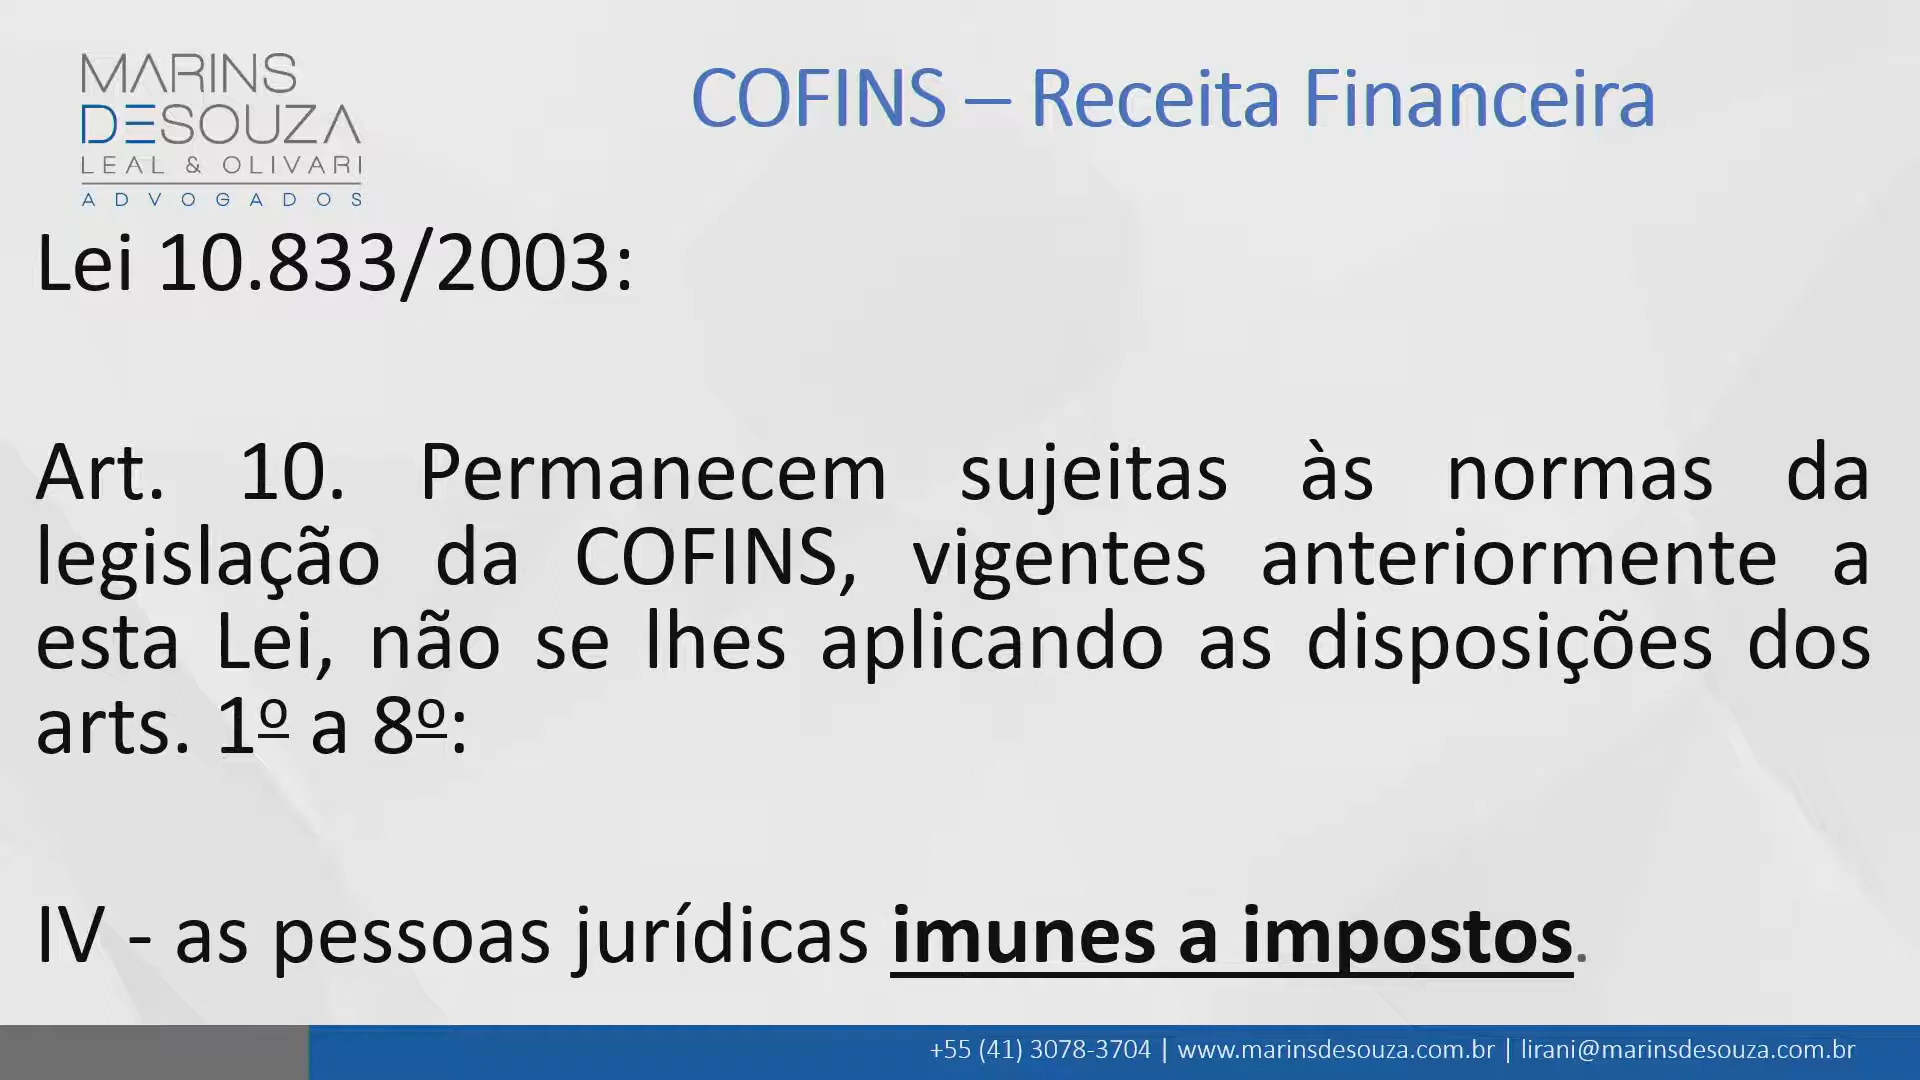 MARINS
DESOUZA
LEAL & OLIVARI
ADVOGADOS
COFINS – Receita Financeira
Lei 10.833/2003:
Art. 10. Permanecem sujeitas às normas da
legislação da COFINS, vigentes anteriormente a
esta Lei, não se lhes aplicando as disposições dos
arts. 1º a 8º:
IV - as pessoas jurídicas imunes a impostos.
+55 (41) 3078-3704 | www.marinsdesouza.com.br | lirani@marinsdesouza.com.br